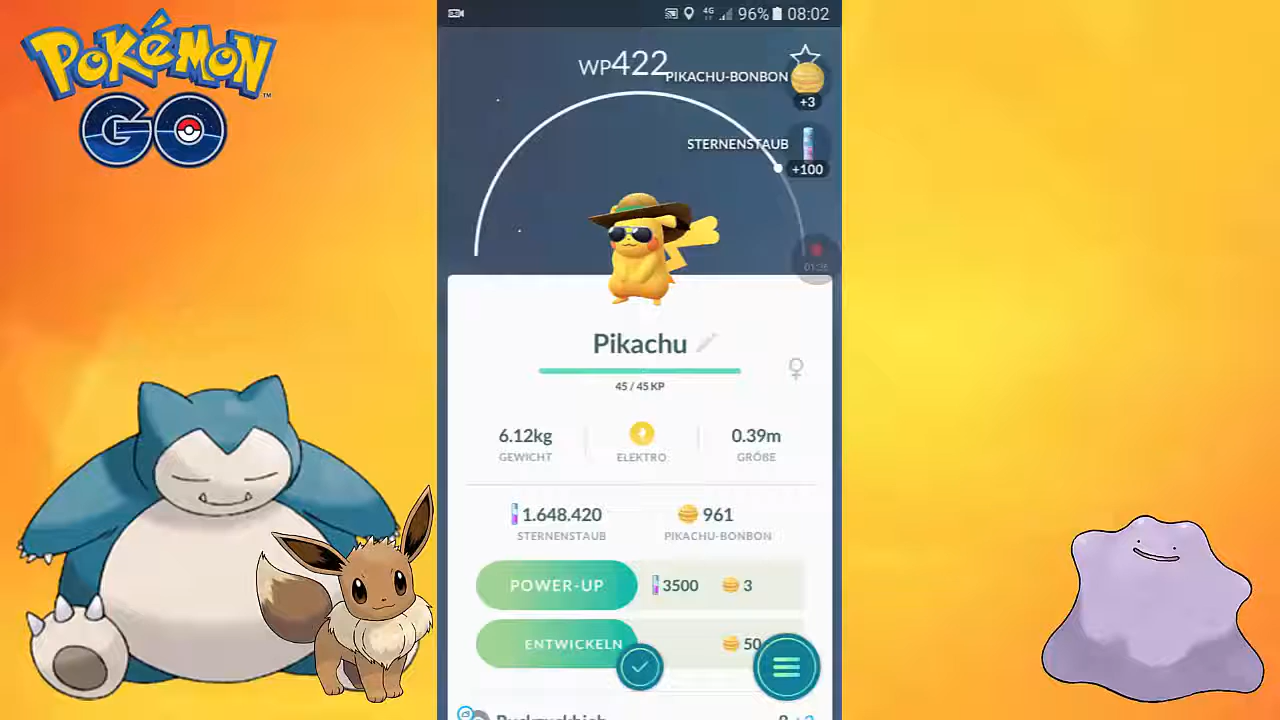 POKÉMON
GO
4G
96%
08:02
WP422
PIKACHU-BONBON
+3
STERNENSTAUB
+100
Pikachu
45 / 45 KP
6.12kg
GEWICHT
ELEKTRO
0.39m
GRÖßE
1.648.420
STERNENSTAUB
961
PIKACHU-BONBON
POWER-UP
3500
3
ENTWICKELN
50